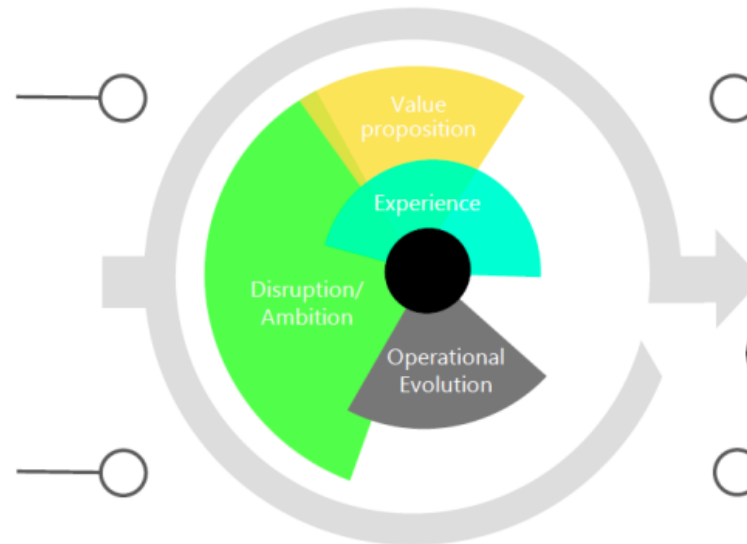 Value
proposition
Experience
Disruption/
Ambition
Operational
Evolution